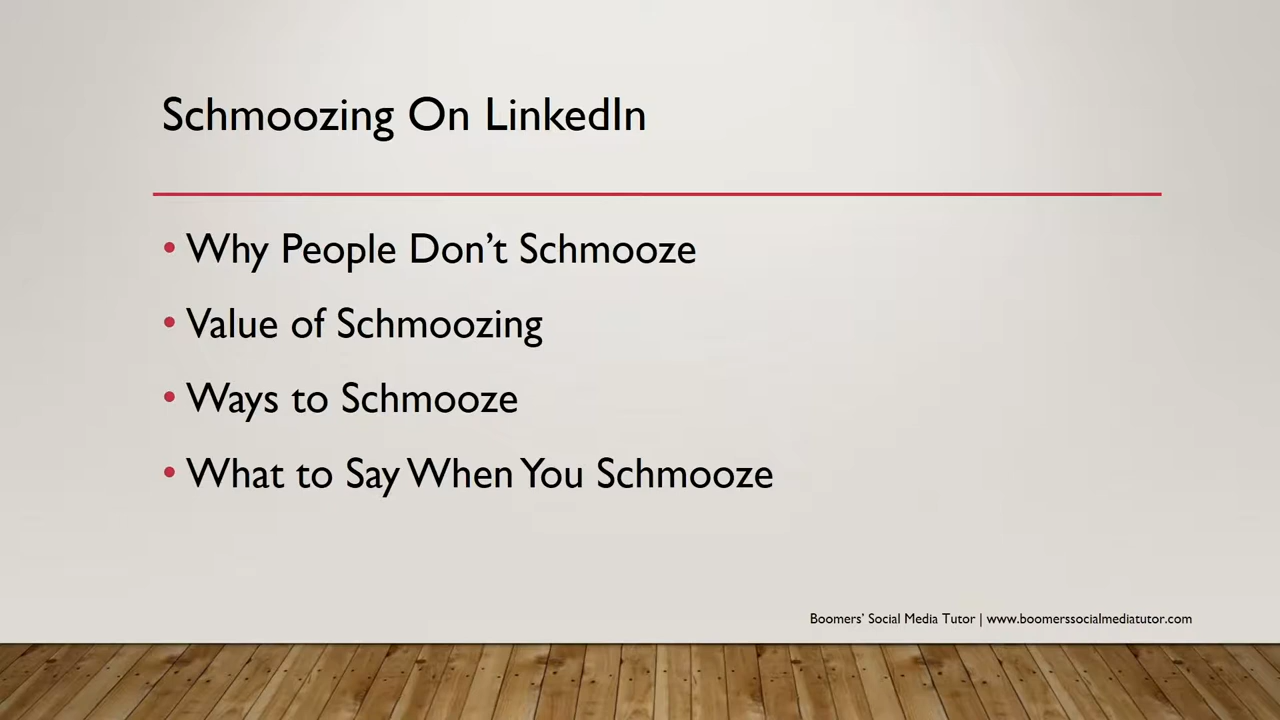 Schmoozing On LinkedIn
• Why People Don’t Schmooze
• Value of Schmoozing
• Ways to Schmooze
• What to Say When You Schmooze
Boomers’ Social Media Tutor | www.boomerssocialmediatutor.com